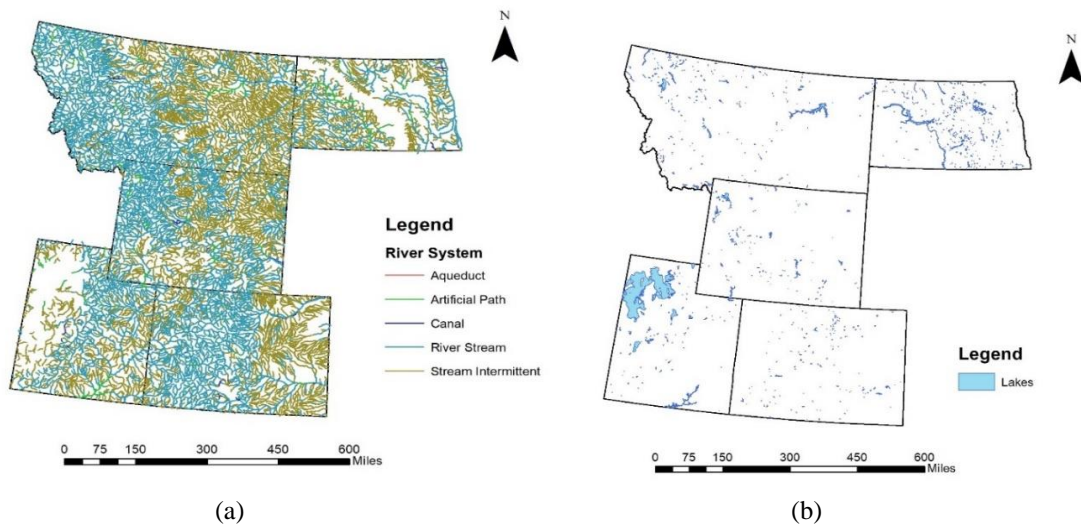 N
Legend
River System
Aqueduct
Artificial Path
Canal
River Stream
Stream Intermittent
0 75 150 300 450 600
Miles
(a)
N
Legend
Lakes
0 75 150 300 450 600
Miles
(b)